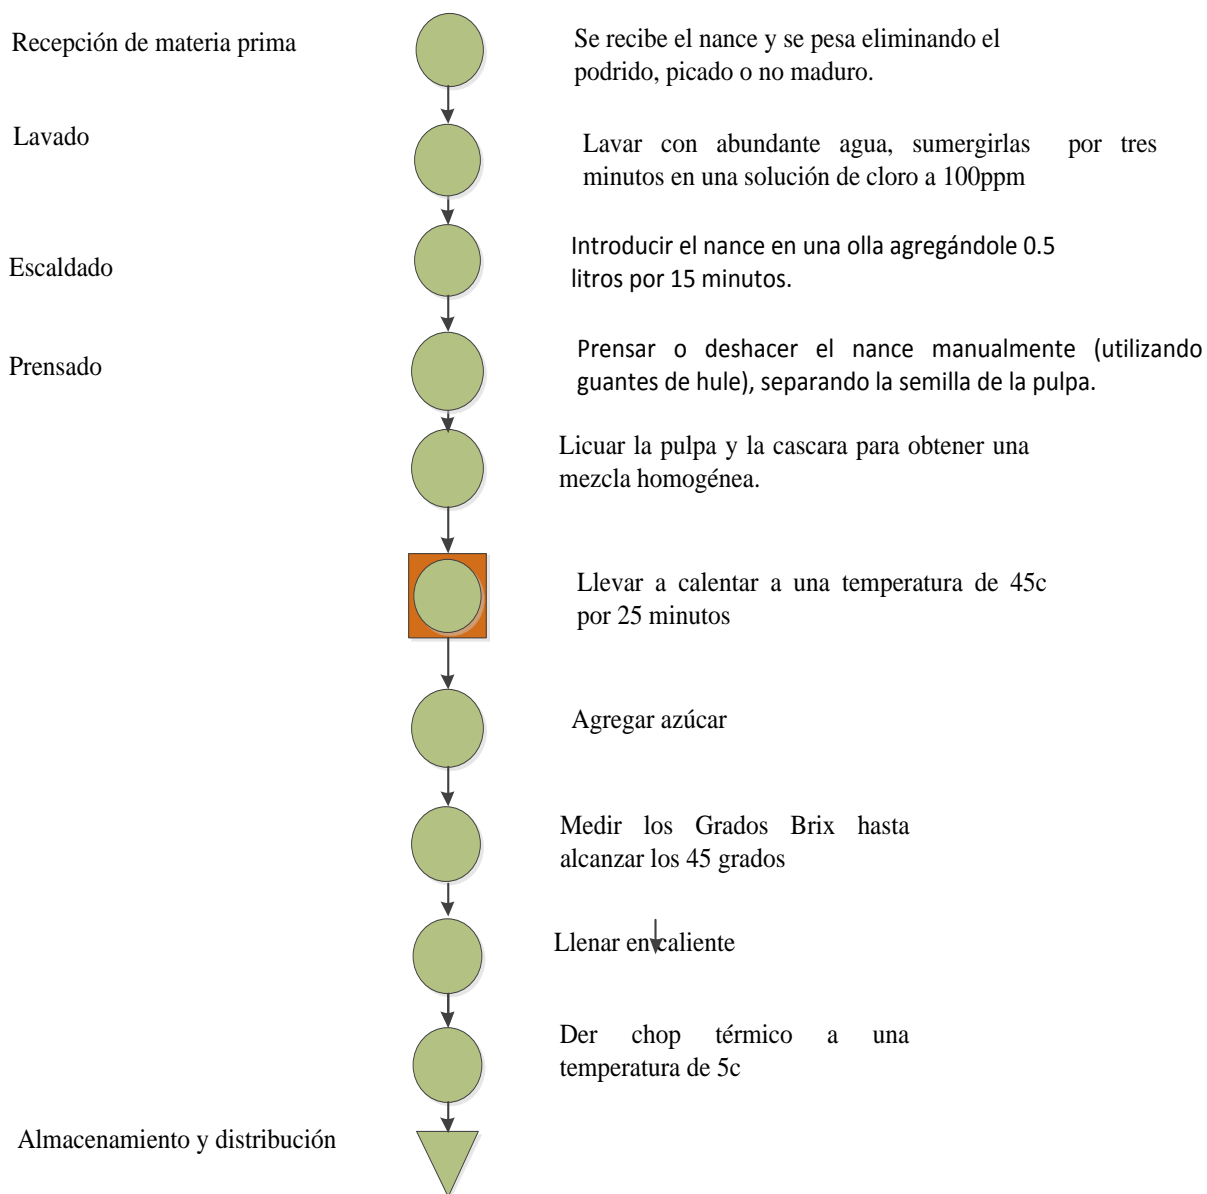 Recepción de materia prima
Se recibe el nance y se pesa eliminando el
podrido, picado o no maduro.
Lavado
Lavar con abundante agua, sumergirlas por tres
minutos en una solución de cloro a 100ppm
Escaldado
Introducir el nance en una olla agregándole 0.5
litros por 15 minutos.
Prensado
Prensar o deshacer el nance manualmente (utilizando
guantes de hule), separando la semilla de la pulpa.
Licuar la pulpa y la cascara para obtener una
mezcla homogénea.
Llevar a calentar a una temperatura de 45c
por 25 minutos
Agregar azúcar
Medir los Grados Brix hasta
alcanzar los 45 grados
Llenar en caliente
Der chop térmico a una
temperatura de 5c
Almacenamiento y distribución